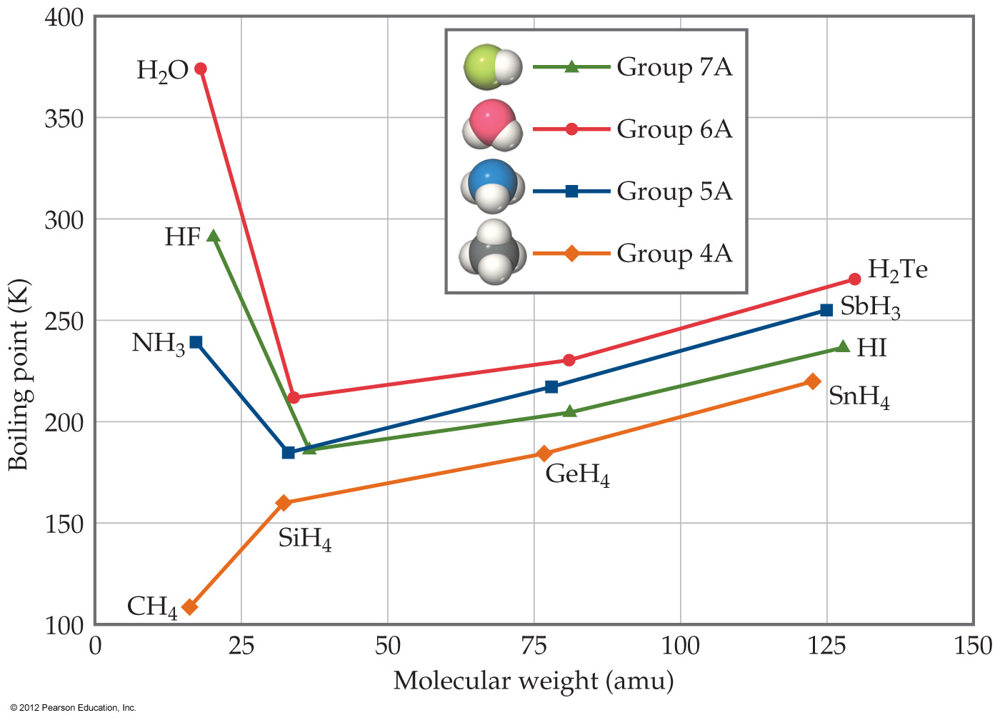 400
350
300
250
200
150
100
Boiling point (K)
H₂O
HF
NH₃
CH₄
SiH₄
GeH₄
Group 7A
Group 6A
Group 5A
Group 4A
H₂Te
SbH₃
HI
SnH₄
0 25 50 75 100 125 150
Molecular weight (amu)
© 2012 Pearson Education, Inc.